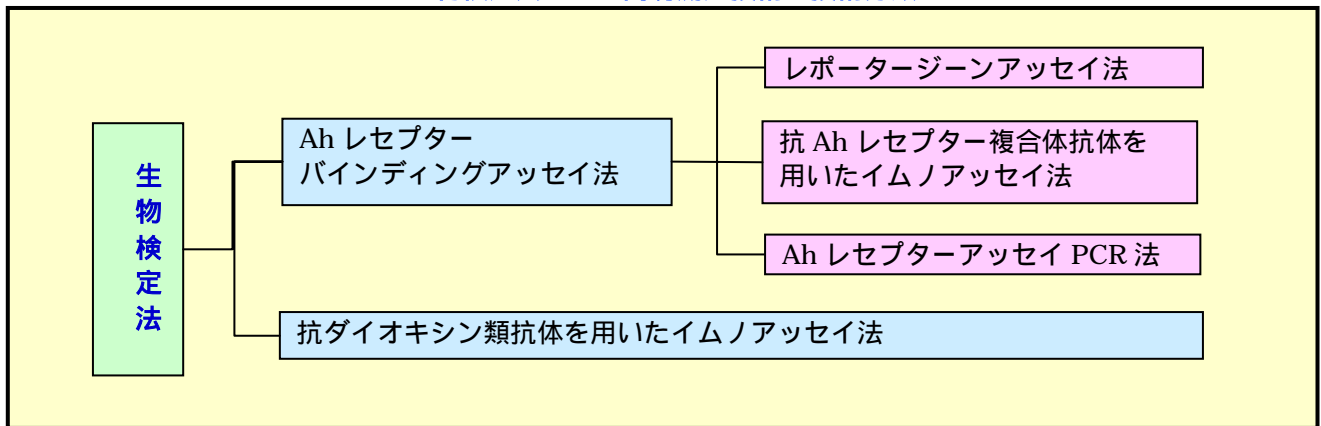 生物検定法
Ah レセプター
バインディングアッセイ法
レポータージーンアッセイ法
抗 Ah レセプター複合体抗体を
用いたイムノアッセイ法
Ah レセプターアッセイ PCR 法
抗ダイオキシン類抗体を用いたイムノアッセイ法